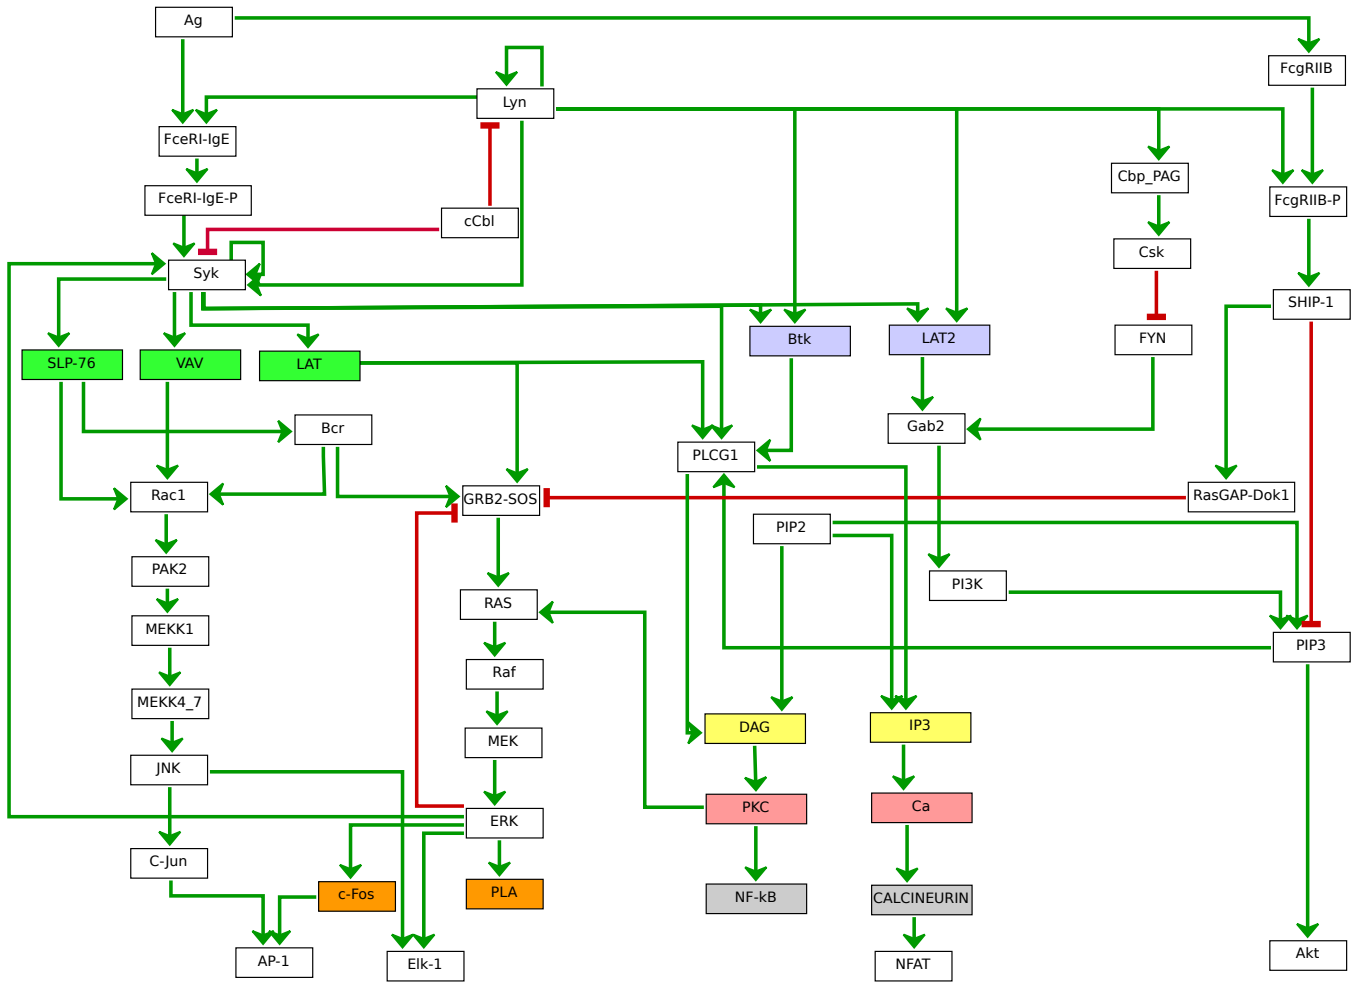 Ag
FcgRIIB
Lyn
FceRI-IgE
Cbp_PAG
FceRI-IgE-P
FcgRIIB-P
cCbl
Csk
Syk
SHIP-1
Btk
LAT2
FYN
SLP-76
VAV
LAT
Bcr
Gab2
PLCG1
Rac1
GRB2-SOS
RasGAP-Dok1
PIP2
PAK2
PI3K
RAS
MEKK1
PIP3
Raf
MEKK4_7
DAG
IP3
MEK
JNK
PKC
Ca
ERK
C-Jun
c-Fos
PLA
NF-kB
CALCINEURIN
AP-1
Elk-1
NFAT
Akt